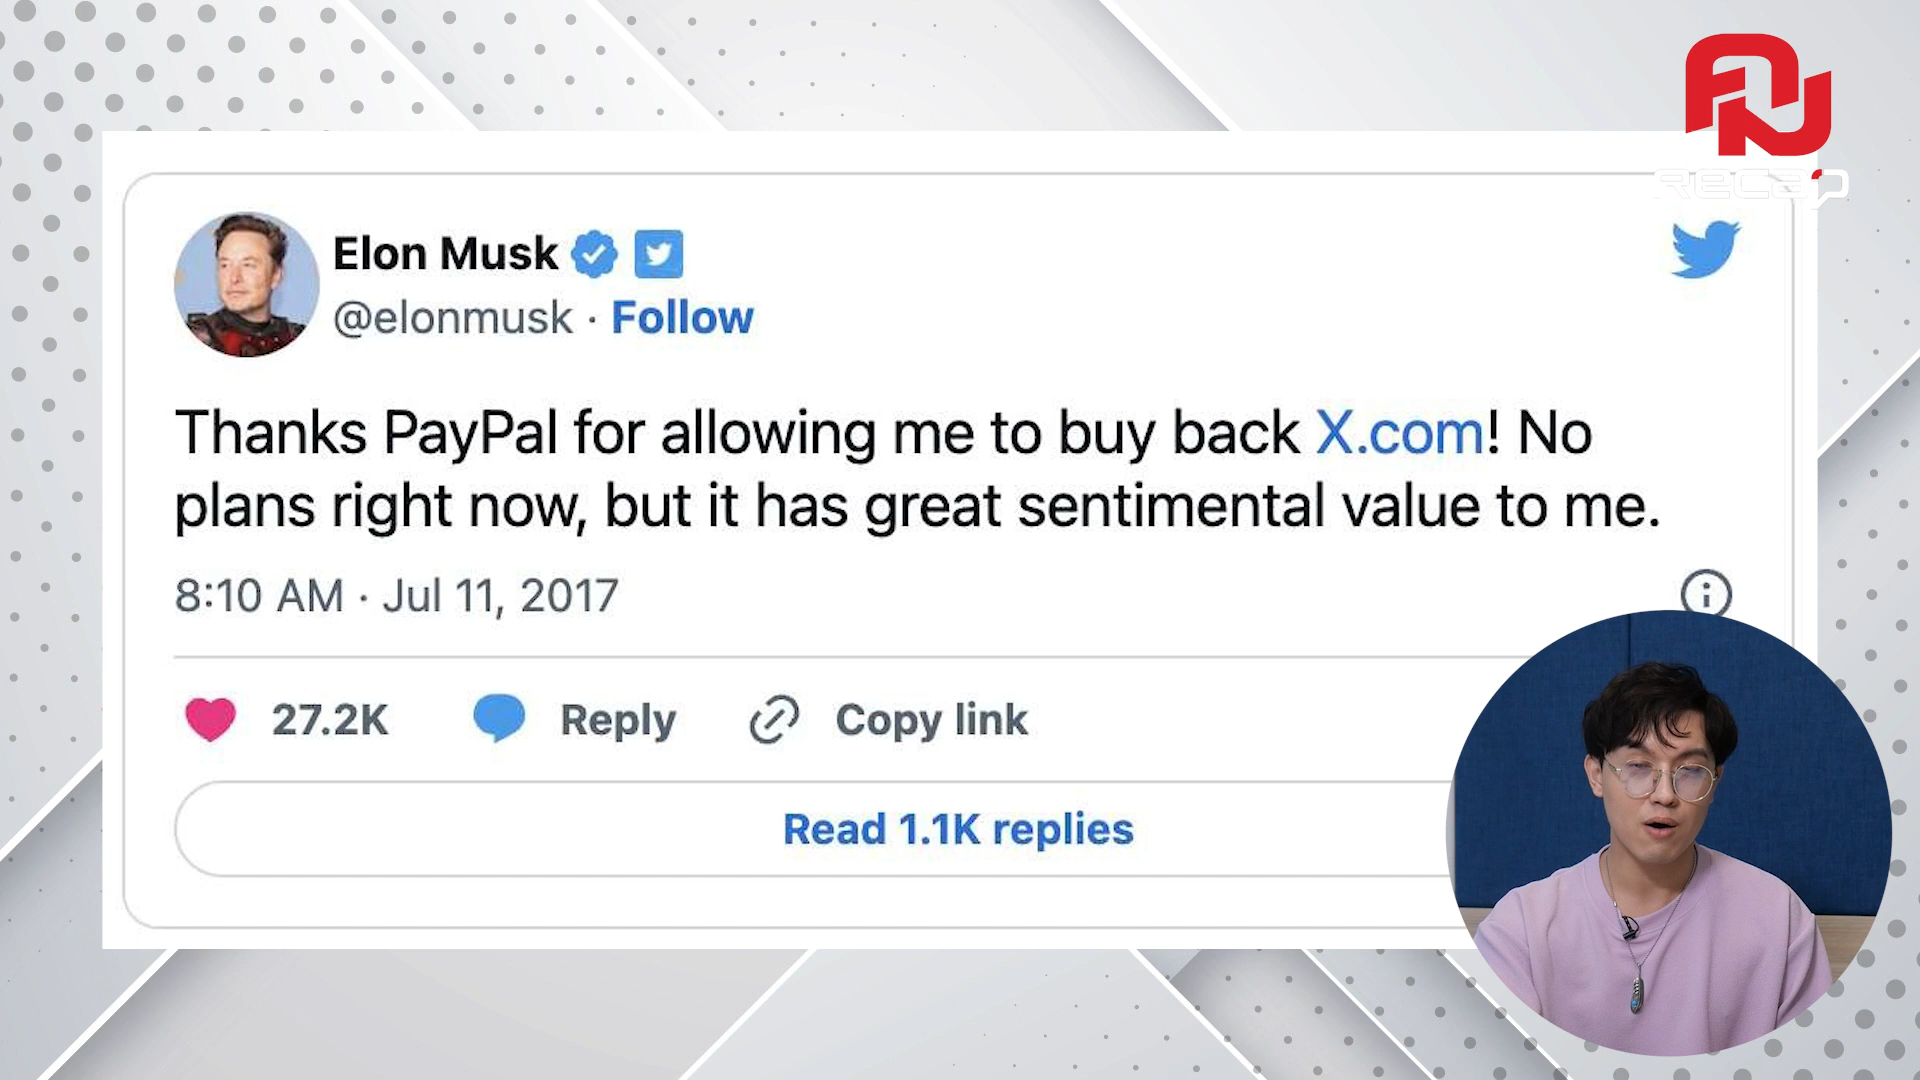 RECAP
Elon Musk
@elonmusk · Follow
Thanks PayPal for allowing me to buy back X.com! No
plans right now, but it has great sentimental value to me.
8:10 AM · Jul 11, 2017
27.2K Reply Copy link
Read 1.1K replies